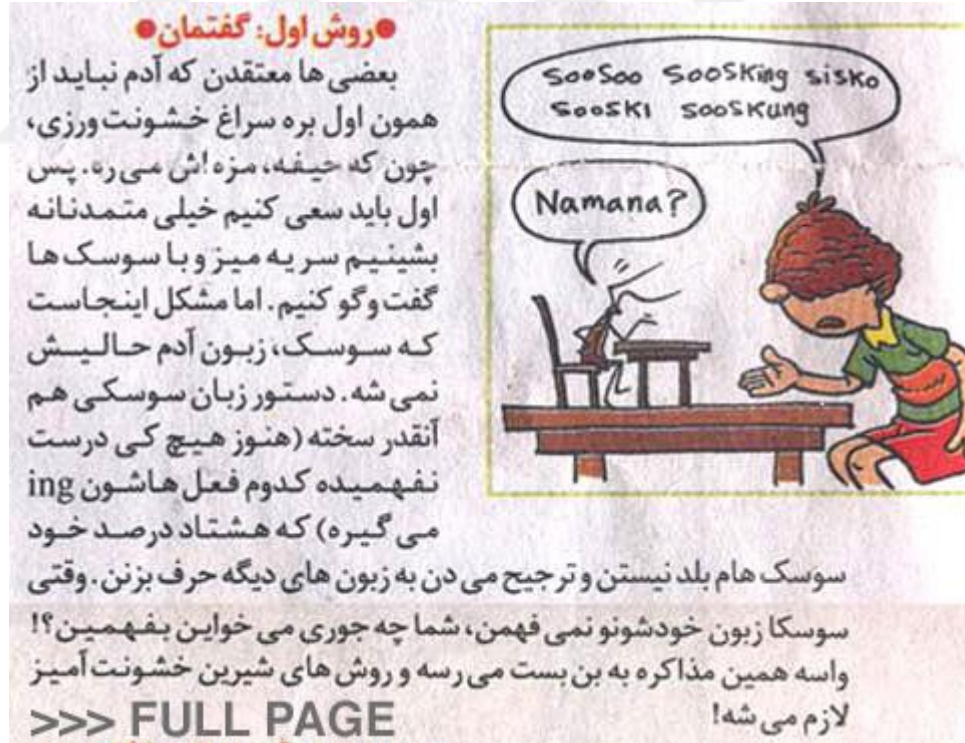 ●روش اول: گفتمان●
بعضی ها معتقدن که آدم نباید از
همون اول بره سراغ خشونت ورزی،
چون که حیفه، مزه اش می ره. پس
اول باید سعی کنیم خیلی متمدنانه
بشینیم سر یه میز و با سوسک ها
گفت و گو کنیم. اما مشکل اینجاست
که سوسک، زبون آدم حالیش
نمی شه. دستور زبان سوسکی هم
آنقدر سخته (هنوز هیچ کی درست
نفهمیده کدوم فعل هاشون ing
می گیره) که هشتاد درصد خود
سوسک هام بلد نیستن و ترجیح می دن به زبون های دیگه حرف بزنن. وقتی
سوسکا زبون خودشونو نمی فهمن، شما چه جوری می خواین بفهمین؟!
واسه همین مذاکره به بن بست می رسه و روش های شیرین خشونت آمیز
لازم می شه!
SooSoo SooSKing sisko
SooSKI SooSKung
Namana?
>>> FULL PAGE